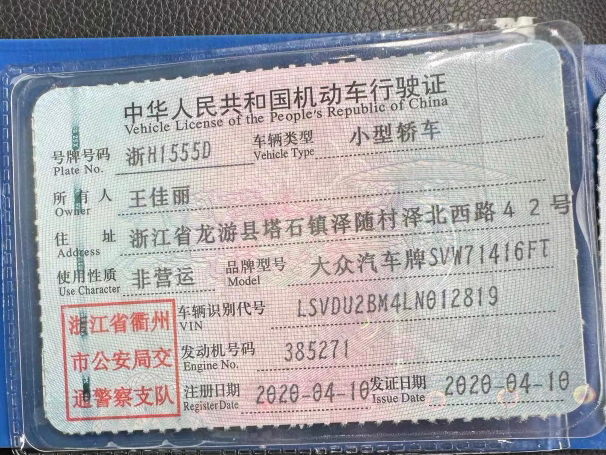 中华人民共和国机动车行驶证
Vehicle License of the People's Republic of China
号牌号码 浙H1555D 车辆类型 小型轿车
Plate No. Vehicle Type
所有人 王佳丽
Owner
住址 浙江省龙游县塔石镇泽随村泽北西路42号
Address
使用性质 非营运 品牌型号 大众汽车牌SVW71416FT
Use Character Model
浙江省衢州
市公安局交
通警察支队
车辆识别代号 LSVDU2BM4LN012819
VIN
发动机号码 385271
Engine No.
注册日期 2020-04-10 发证日期 2020-04-10
Register Date Issue Date